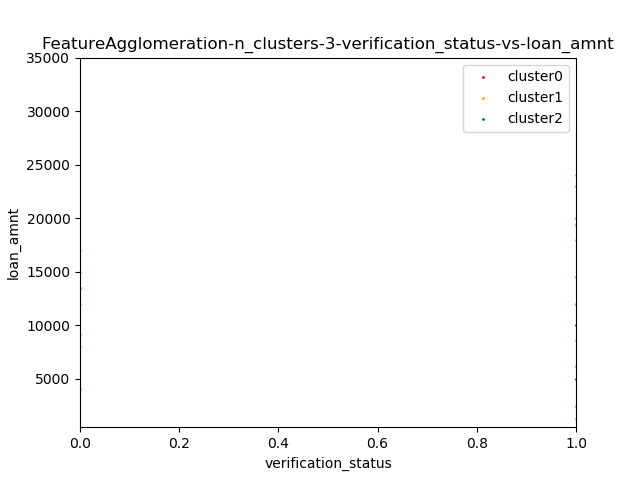 FeatureAgglomeration-n_clusters-3-verification_status-vs-loan_amnt
35000
30000
25000
20000
15000
10000
5000
loan_amnt
cluster0
cluster1
cluster2
0.0 0.2 0.4 0.6 0.8 1.0
verification_status